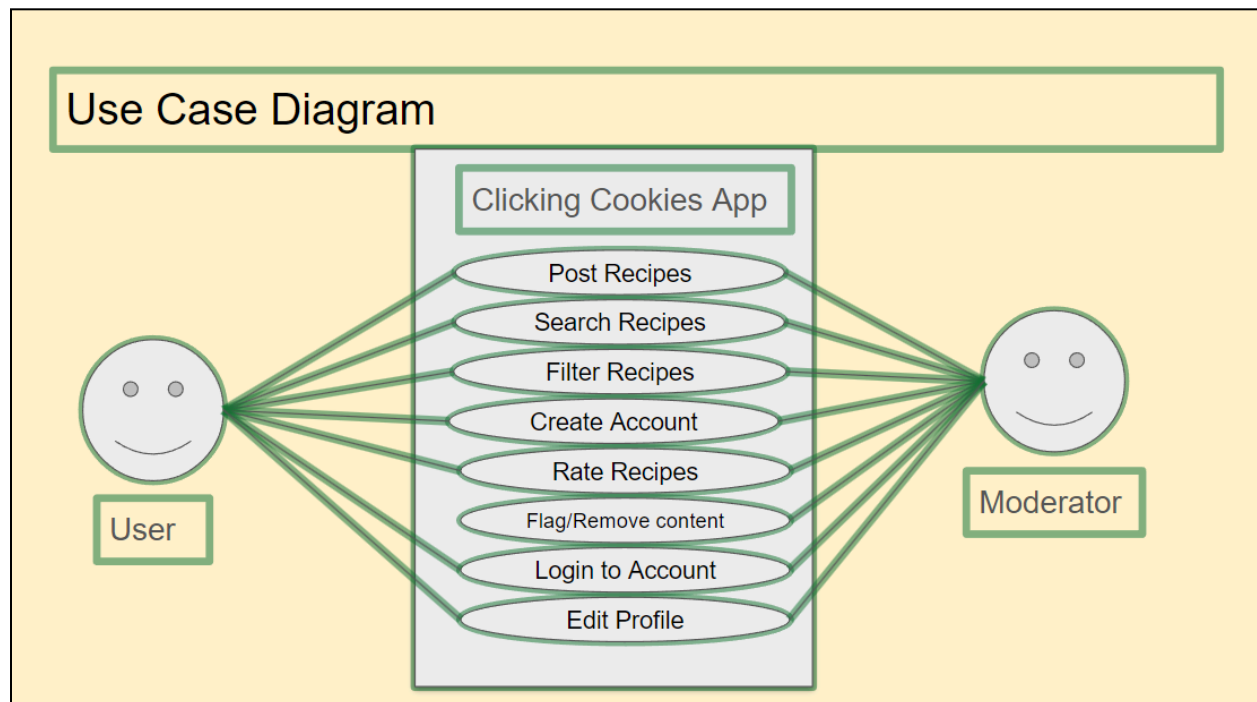 Use Case Diagram
Clicking Cookies App
Post Recipes
Search Recipes
Filter Recipes
Create Account
Rate Recipes
Flag/Remove content
Login to Account
Edit Profile
User
Moderator